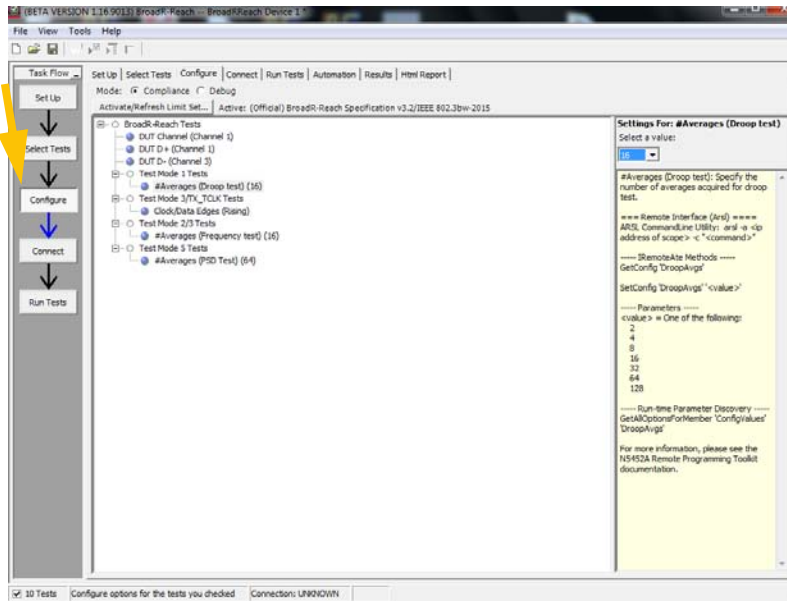 (BETA VERSION 1.16.9013) BroadR-Reach -- BroadRReach Device 1 *
File View Tools Help
Task Flow
Set Up
Select Tests
Configure
Connect
Run Tests
Set Up | Select Tests | Configure | Connect | Run Tests | Automation | Results | Html Report |
Mode: Compliance Debug
Activate/Refresh Limit Set... Active: (Official) BroadR-Reach Specification v3.2/IEEE 802.3bw-2015
BroadR-Reach Tests
DUT Channel (Channel 1)
DUT D+ (Channel 1)
DUT D- (Channel 3)
Test Mode 1 Tests
#Averages (Droop test) (16)
Test Mode 3/TX_TCLK Tests
Clock/Data Edges (Rising)
Test Mode 2/3 Tests
#Averages (Frequency test) (16)
Test Mode 5 Tests
#Averages (PSD Test) (64)
Settings For: #Averages (Droop test)
Select a value:
16
#Averages (Droop test): Specify the
number of averages acquired for droop
test.
=== Remote Interface (Arsl) ====
ARSL CommandLine Utility: arsl -a <ip
address of scope> -c "<command>"
----- IRemoteAte Methods -----
GetConfig 'DroopAvgs'
SetConfig 'DroopAvgs' '<value>'
----- Parameters -----
<value> = One of the following:
2
4
8
16
32
64
128
----- Run-time Parameter Discovery -----
GetAllOptionsForMember 'ConfigValues'
'DroopAvgs'
For more information, please see the
N5452A Remote Programming Toolkit
documentation.
10 Tests Configure options for the tests you checked Connection: UNKNOWN